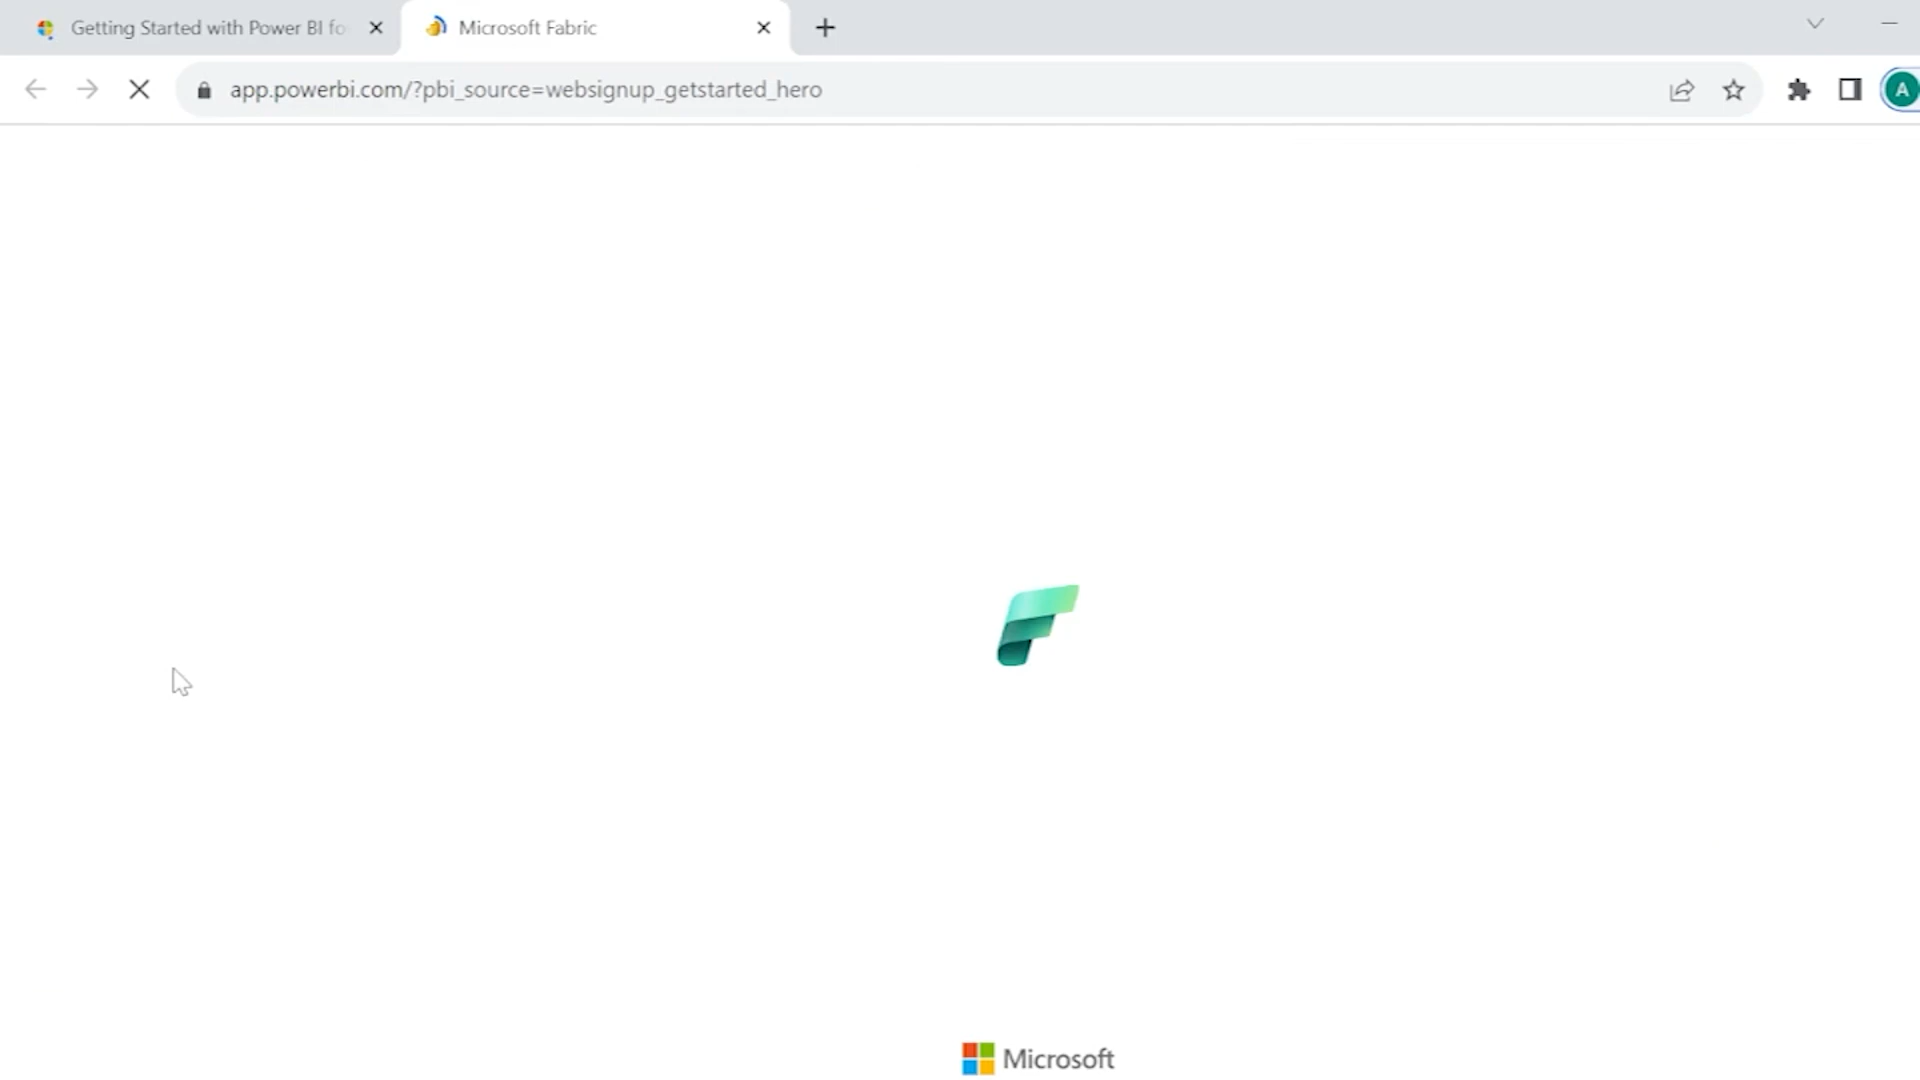 Getting Started with Power BI fo
Microsoft Fabric
app.powerbi.com/?pbi_source=websignup_getstarted_hero
A
Microsoft